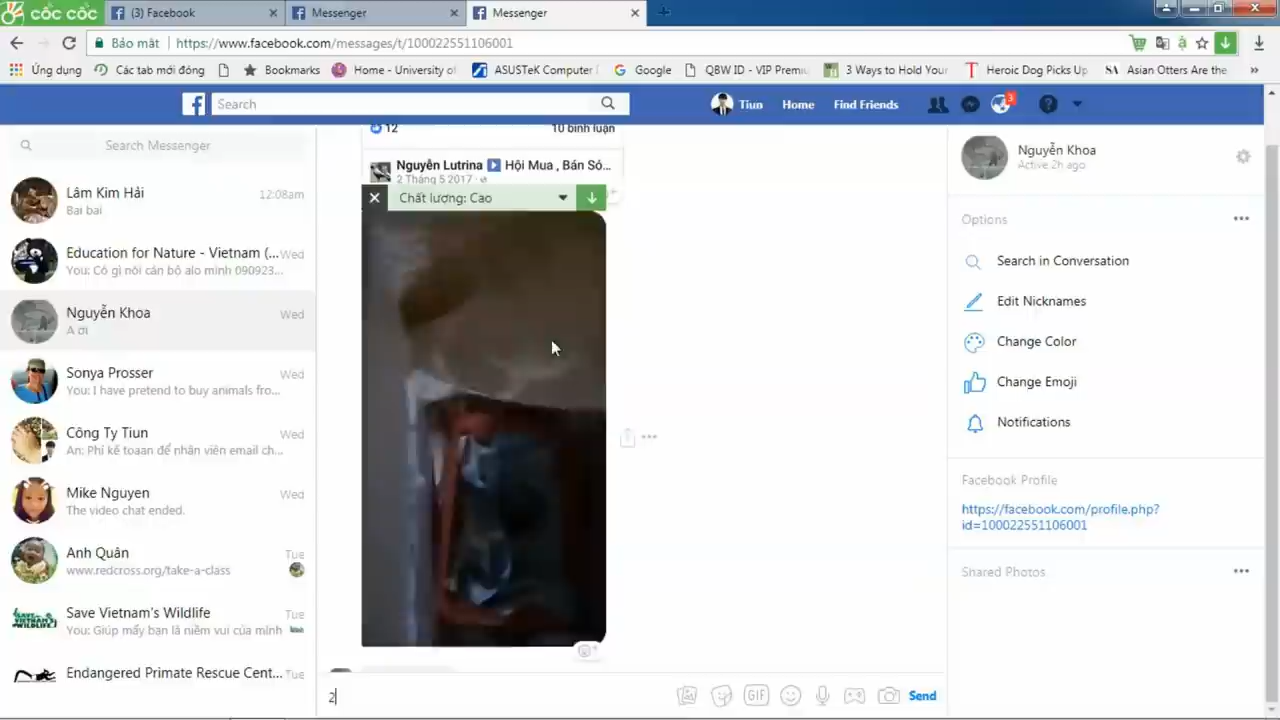 CỐC CỐC
(3) Facebook
Messenger
Messenger
Bảo mật
https://www.facebook.com/messages/t/100022551106001
Ứng dụng
Các tab mới đóng
Bookmarks
Home - University of
ASUSTeK Computer
Google
QBW ID - VIP Premiu
3 Ways to Hold Your
Heroic Dog Picks Up
SA
Asian Otters Are the
Search
Tiun
Home
Find Friends
3
Search Messenger
Lâm Kim Hải
12:08am
Bai bai
Education for Nature - Vietnam (...
Wed
You: Có gì nói cán bộ alo mình 090923...
Nguyễn Khoa
Wed
A ơi
Sonya Prosser
Wed
You: I have pretend to buy animals fro...
Công Ty Tiun
Wed
An: Phí kế toaan để nhân viên email ch...
Mike Nguyen
Wed
The video chat ended.
Anh Quân
Tue
www.redcross.org/take-a-class
Save Vietnam's Wildlife
Tue
You: Giúp mấy bạn là niềm vui của mình
Endangered Primate Rescue Cent...
Tue
12
10 bình luận
Nguyễn Lutrina
Hội Mua , Bán Só...
2 Tháng 5 2017
Chất lượng: Cao
2
GIF
Send
Nguyễn Khoa
Active 2h ago
Options
Search in Conversation
Edit Nicknames
Change Color
Change Emoji
Notifications
Facebook Profile
https://facebook.com/profile.php?
id=100022551106001
Shared Photos